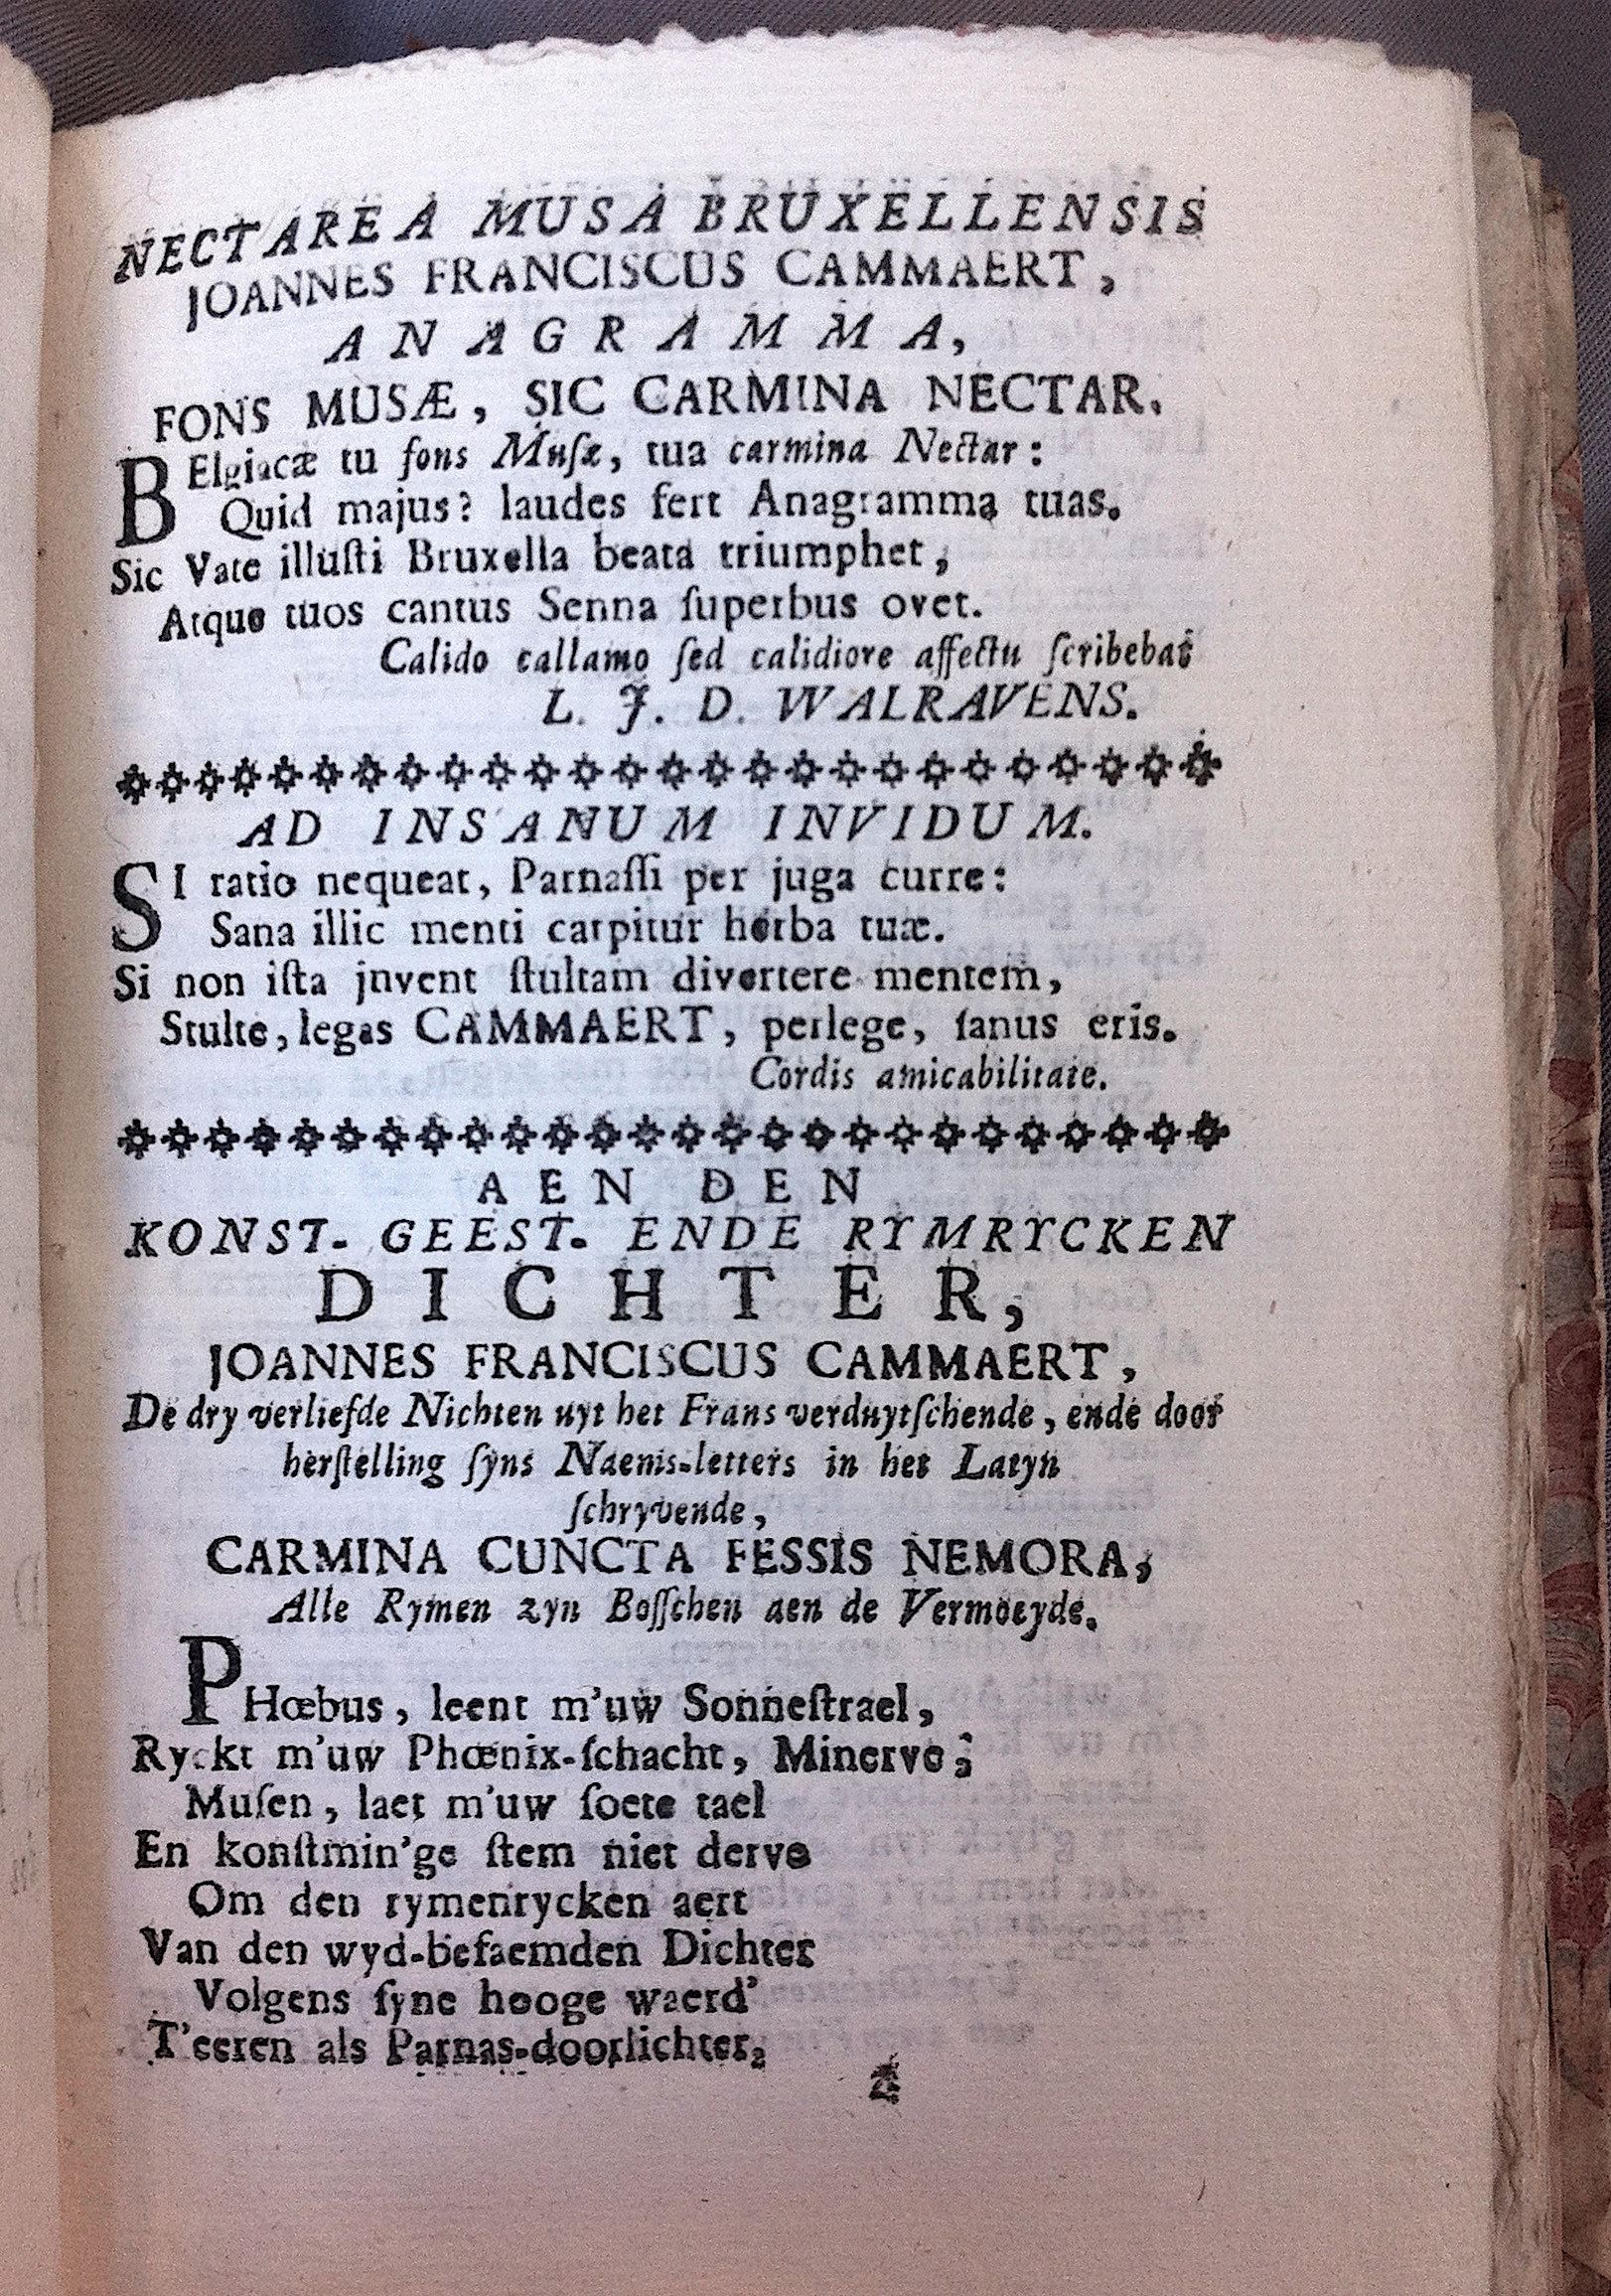 NECTAREA MUSA BRUXELLENSIS
JOANNES FRANCISCUS CAMMAERT,
ANAGRAMMA,
FONS MUSÆ, SIC CARMINA NECTAR.
BElgiacæ tu fons Muſæ, tua carmina Nectar:
Quid majus? laudes fert Anagramma tuas.
Sic Vate illuſti Bruxella beata triumphet,
Atque tuos cantus Senna ſuperbus ovet.
Calido callamo ſed calidiore affectu ſcribebat
L. J. D. WALRAVENS.
AD INSANUM INVIDUM.
SI ratio nequeat, Parnaſſi per juga curre:
Sana illic menti carpitur herba tuæ.
Si non iſta jnvent ſtultam divertere mentem,
Stulte, legas CAMMAERT, perlege, ſanus eris.
Cordis amicabilitate.
AEN DEN
KONST- GEEST- ENDE RYMRYCKEN
DICHTER,
JOANNES FRANCISCUS CAMMAERT,
De dry verliefde Nichten uyt het Frans verduytſchende, ende door
herſtelling ſyns Naems-letters in het Latyn
ſchryvende,
CARMINA CUNCTA FESSIS NEMORA,
Alle Rymen zyn Boſſchen aen de Vermoeyde.
PHœbus, leent m'uw Sonneſtrael,
Ryckt m'uw Phœnix-ſchacht, Minerve;
Muſen, laet m'uw ſoete tael
En konſtmin'ge ſtem niet derve
Om den rymenrycken aert
Van den wyd-befaemden Dichter
Volgens ſyne hooge waerd'
T'eeren als Parnas-doorlichter,